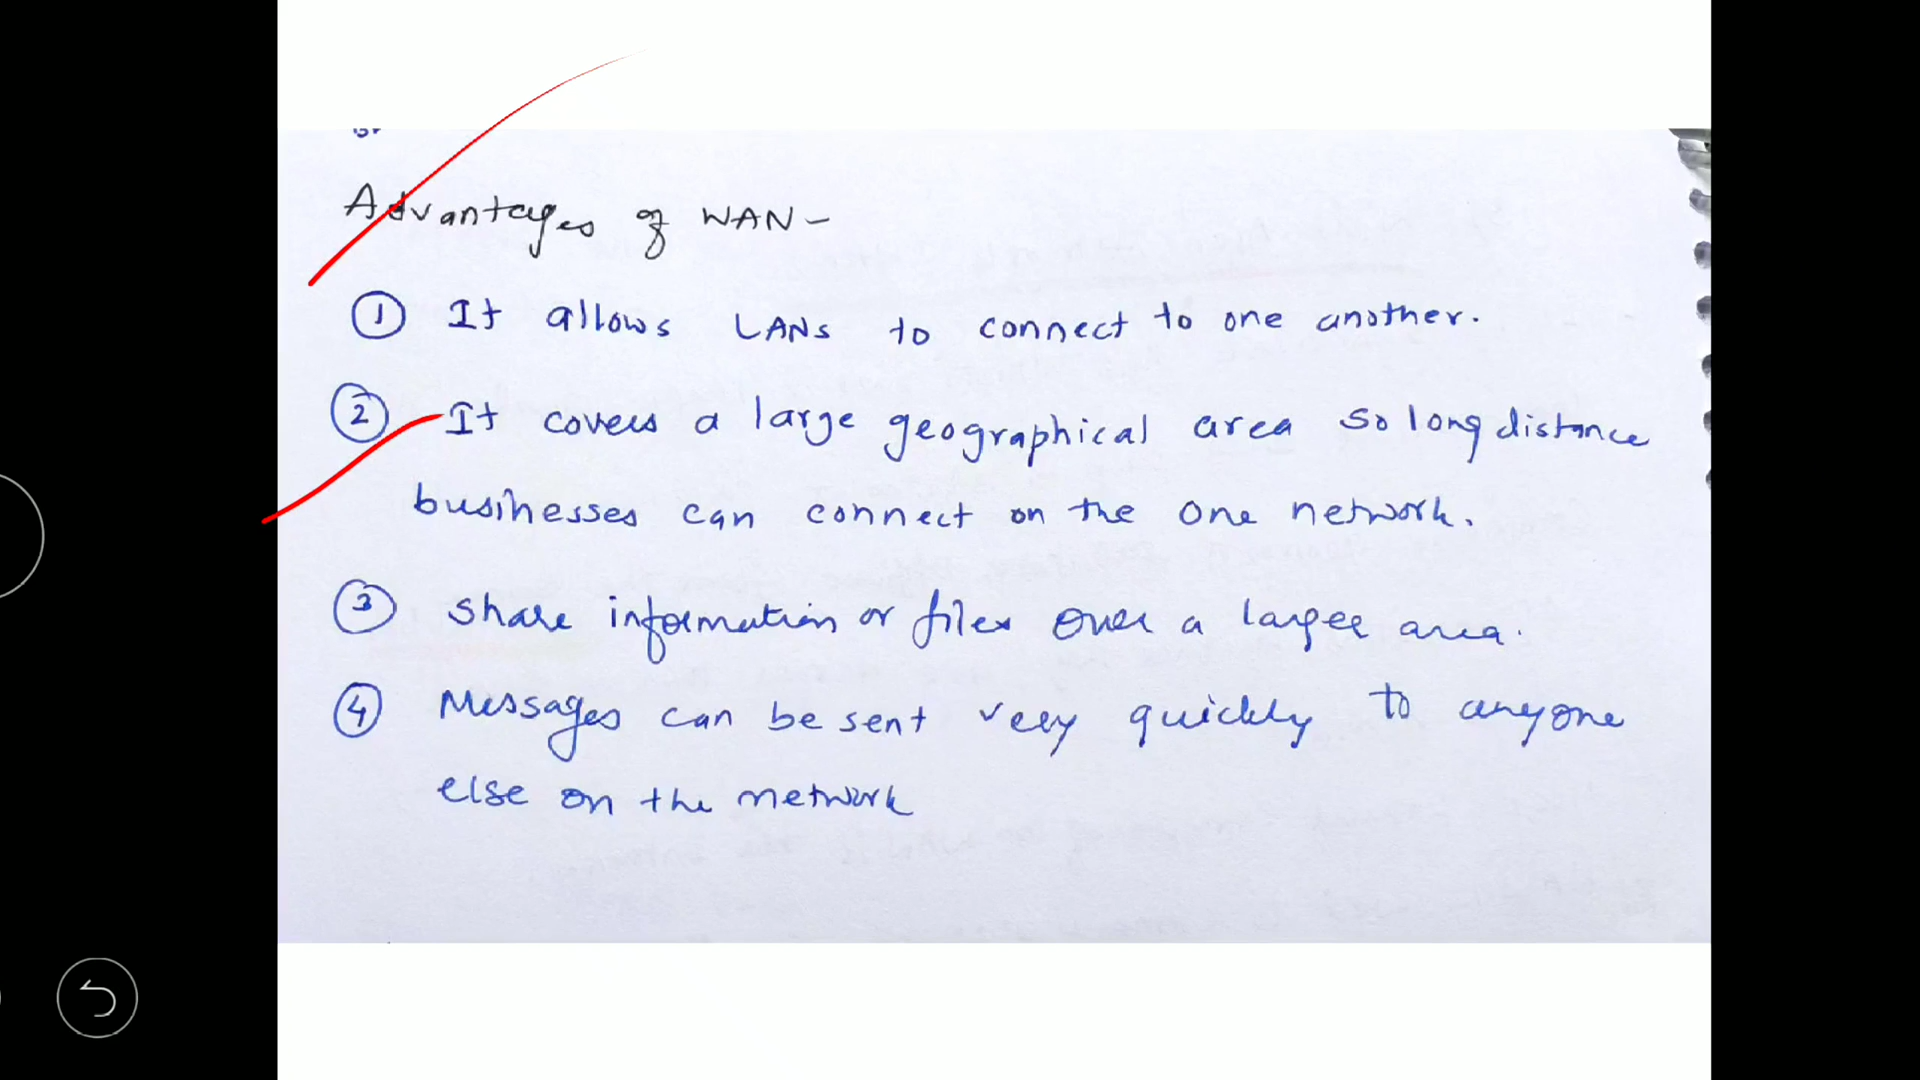 Advantages of WAN-
① It allows LANs to connect to one another.
② It covers a large geographical area so long distance
businesses can connect on the one network.
③ Share information or files over a larger area.
④ Messages can be sent very quickly to anyone
else on the network